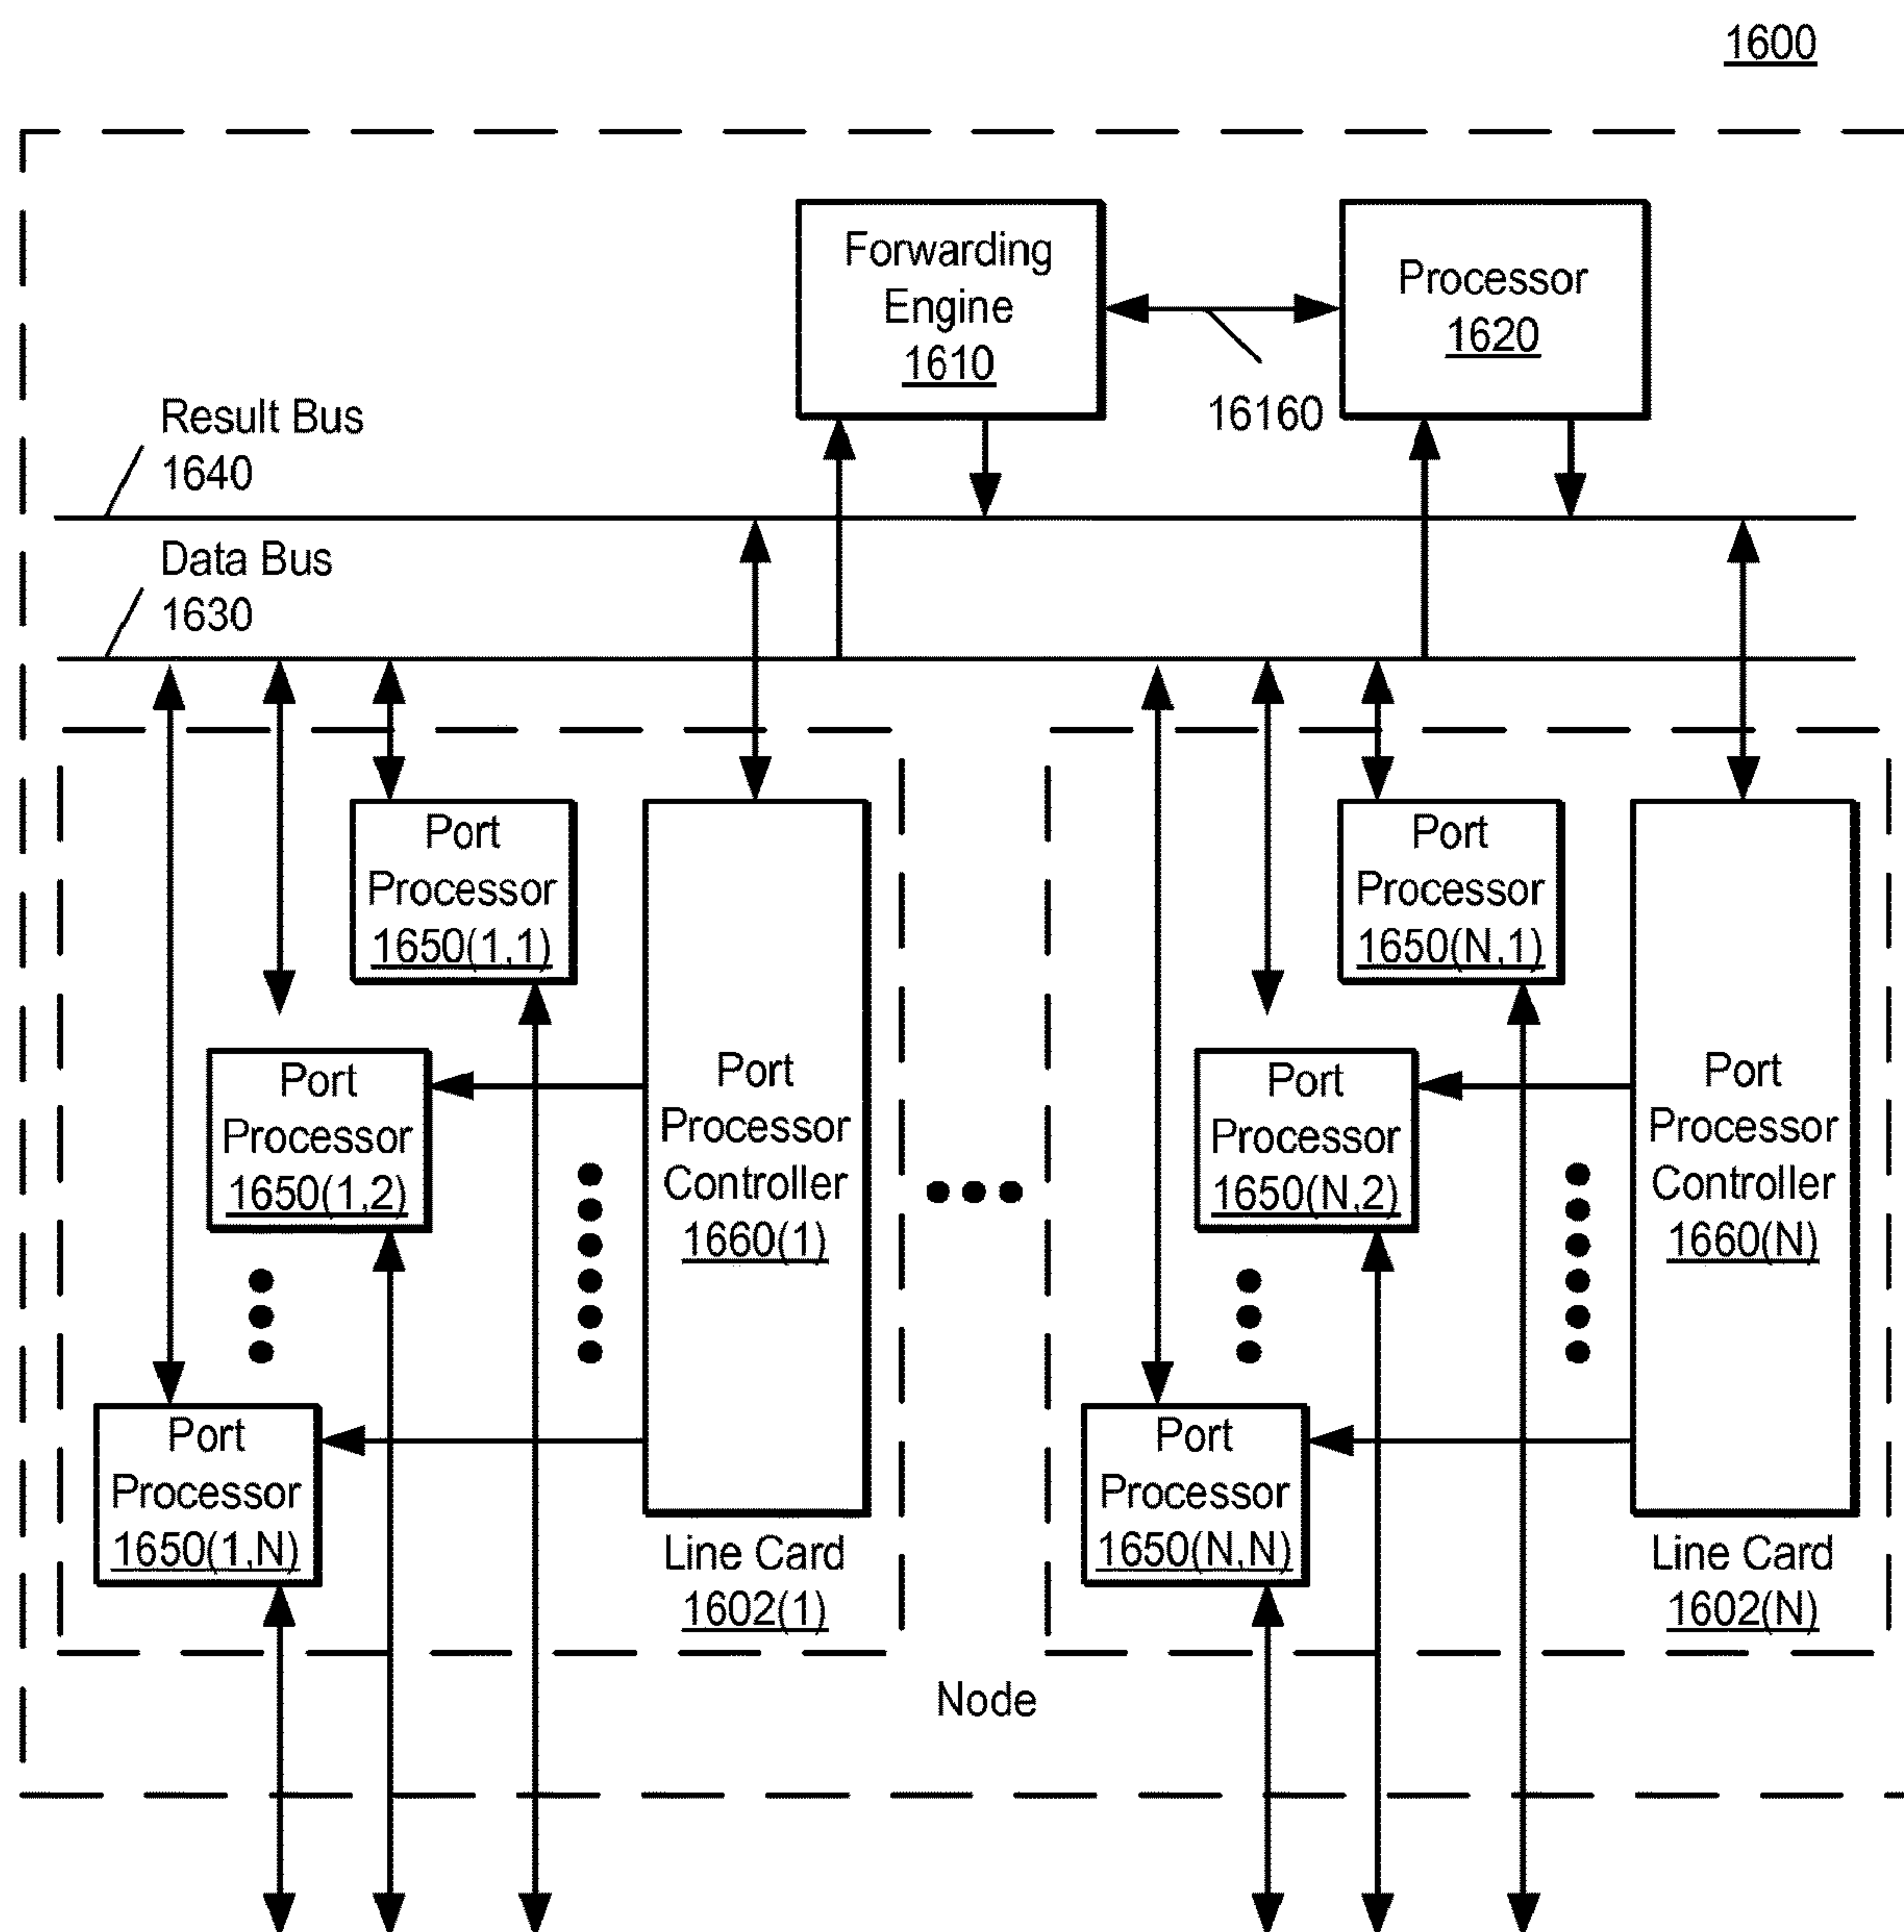 1600
Forwarding
Engine
1610
Processor
1620
16160
Result Bus
1640
Data Bus
1630
Port
Processor
1650(1,1)
Port
Processor
1650(1,2)
Port
Processor
1650(1,N)
Port
Processor
Controller
1660(1)
Line Card
1602(1)
Port
Processor
1650(N,1)
Port
Processor
1650(N,2)
Port
Processor
1650(N,N)
Port
Processor
Controller
1660(N)
Line Card
1602(N)
Node